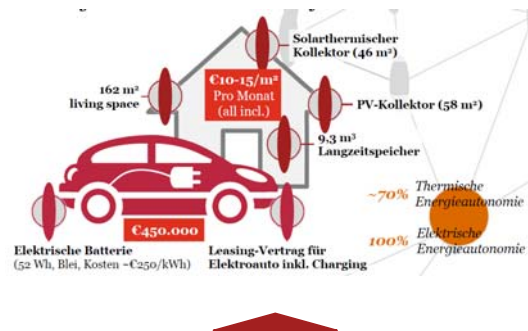 Solarthermischer
Kollektor (46 m²)
€10-15/m²
Pro Monat
(all incl.)
162 m²
living space
PV-Kollektor (58 m²)
9,3 m³
Langzeitspeicher
~70% Thermische
Energieautonomie
€450.000
100% Elektrische
Energieautonomie
Elektrische Batterie
(52 Wh, Blei, Kosten ~€250/kWh)
Leasing-Vertrag für
Elektroauto inkl. Charging